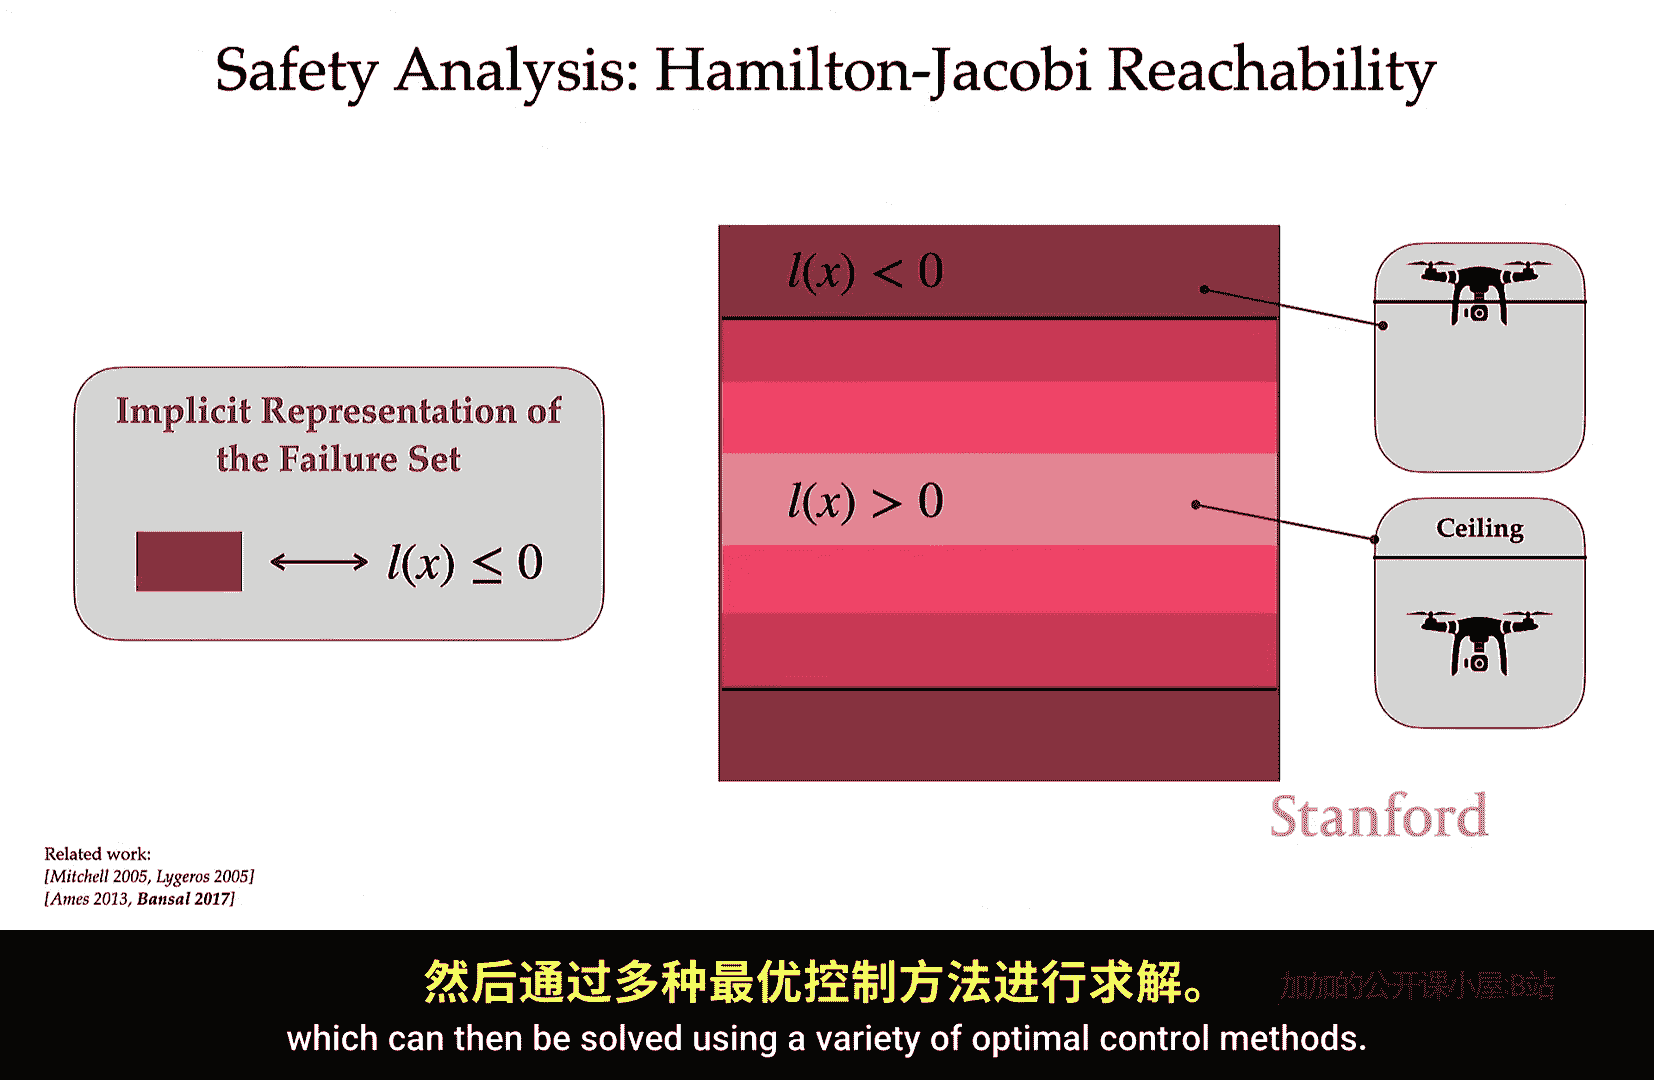 Safety Analysis: Hamilton-Jacobi Reachability
l(x) < 0
Implicit Representation of
the Failure Set
l(x) ≤ 0
l(x) > 0
Ceiling
Stanford
Related work:
[Mitchell 2005, Lygeros 2005]
[Ames 2013, Bansal 2017]
然后通过多种最优控制方法进行求解。
加加的公开课小屋:B站
which can then be solved using a variety of optimal control methods.